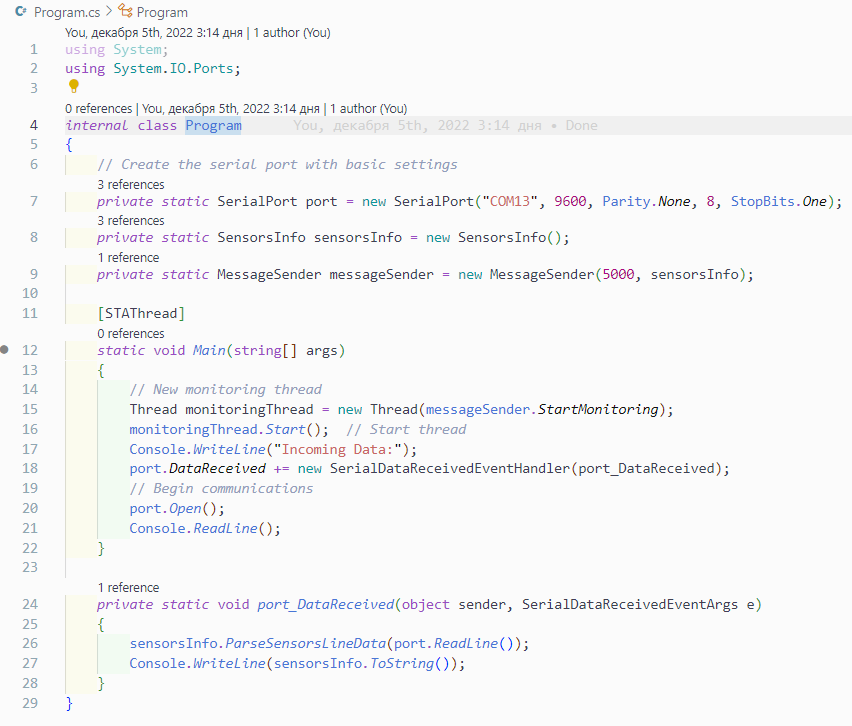 Program.cs > Program
You, декабря 5th, 2022 3:14 дня | 1 author (You)
1 using System;
2 using System.IO.Ports;
3
0 references | You, декабря 5th, 2022 3:14 дня | 1 author (You)
4 internal class Program You, декабря 5th, 2022 3:14 дня • Done
5 {
6 // Create the serial port with basic settings
3 references
7 private static SerialPort port = new SerialPort("COM13", 9600, Parity.None, 8, StopBits.One);
3 references
8 private static SensorsInfo sensorsInfo = new SensorsInfo();
1 reference
9 private static MessageSender messageSender = new MessageSender(5000, sensorsInfo);
10
11 [STAThread]
0 references
12 static void Main(string[] args)
13 {
14 // New monitoring thread
15 Thread monitoringThread = new Thread(messageSender.StartMonitoring);
16 monitoringThread.Start(); // Start thread
17 Console.WriteLine("Incoming Data:");
18 port.DataReceived += new SerialDataReceivedEventHandler(port_DataReceived);
19 // Begin communications
20 port.Open();
21 Console.ReadLine();
22 }
23
1 reference
24 private static void port_DataReceived(object sender, SerialDataReceivedEventArgs e)
25 {
26 sensorsInfo.ParseSensorsLineData(port.ReadLine());
27 Console.WriteLine(sensorsInfo.ToString());
28 }
29 }